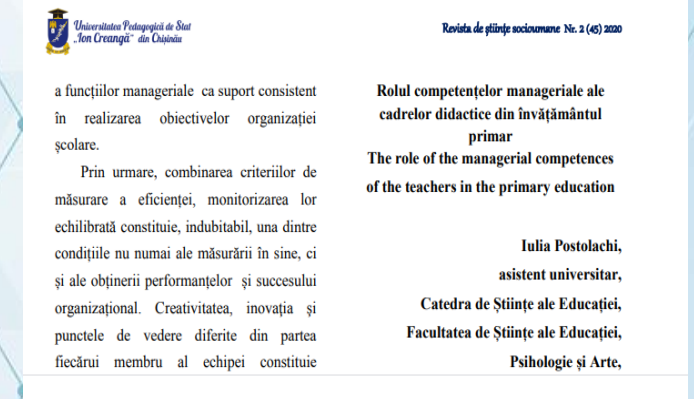 Universitatea Pedagogică de Stat
„Ion Creangă” din Chișinău
Revista de științe socioumane Nr. 2 (45) 2020
a funcțiilor manageriale ca suport consistent
în realizarea obiectivelor organizației
școlare.
Prin urmare, combinarea criteriilor de
măsurare a eficienței, monitorizarea lor
echilibrată constituie, indubitabil, una dintre
condițiile nu numai ale măsurării în sine, ci
și ale obținerii performanțelor și succesului
organizațional. Creativitatea, inovația și
punctele de vedere diferite din partea
fiecărui membru al echipei constituie
Rolul competențelor manageriale ale
cadrelor didactice din învățământul
primar
The role of the managerial competences
of the teachers in the primary education
Iulia Postolachi,
asistent universitar,
Catedra de Științe ale Educației,
Facultatea de Științe ale Educației,
Psihologie și Arte,